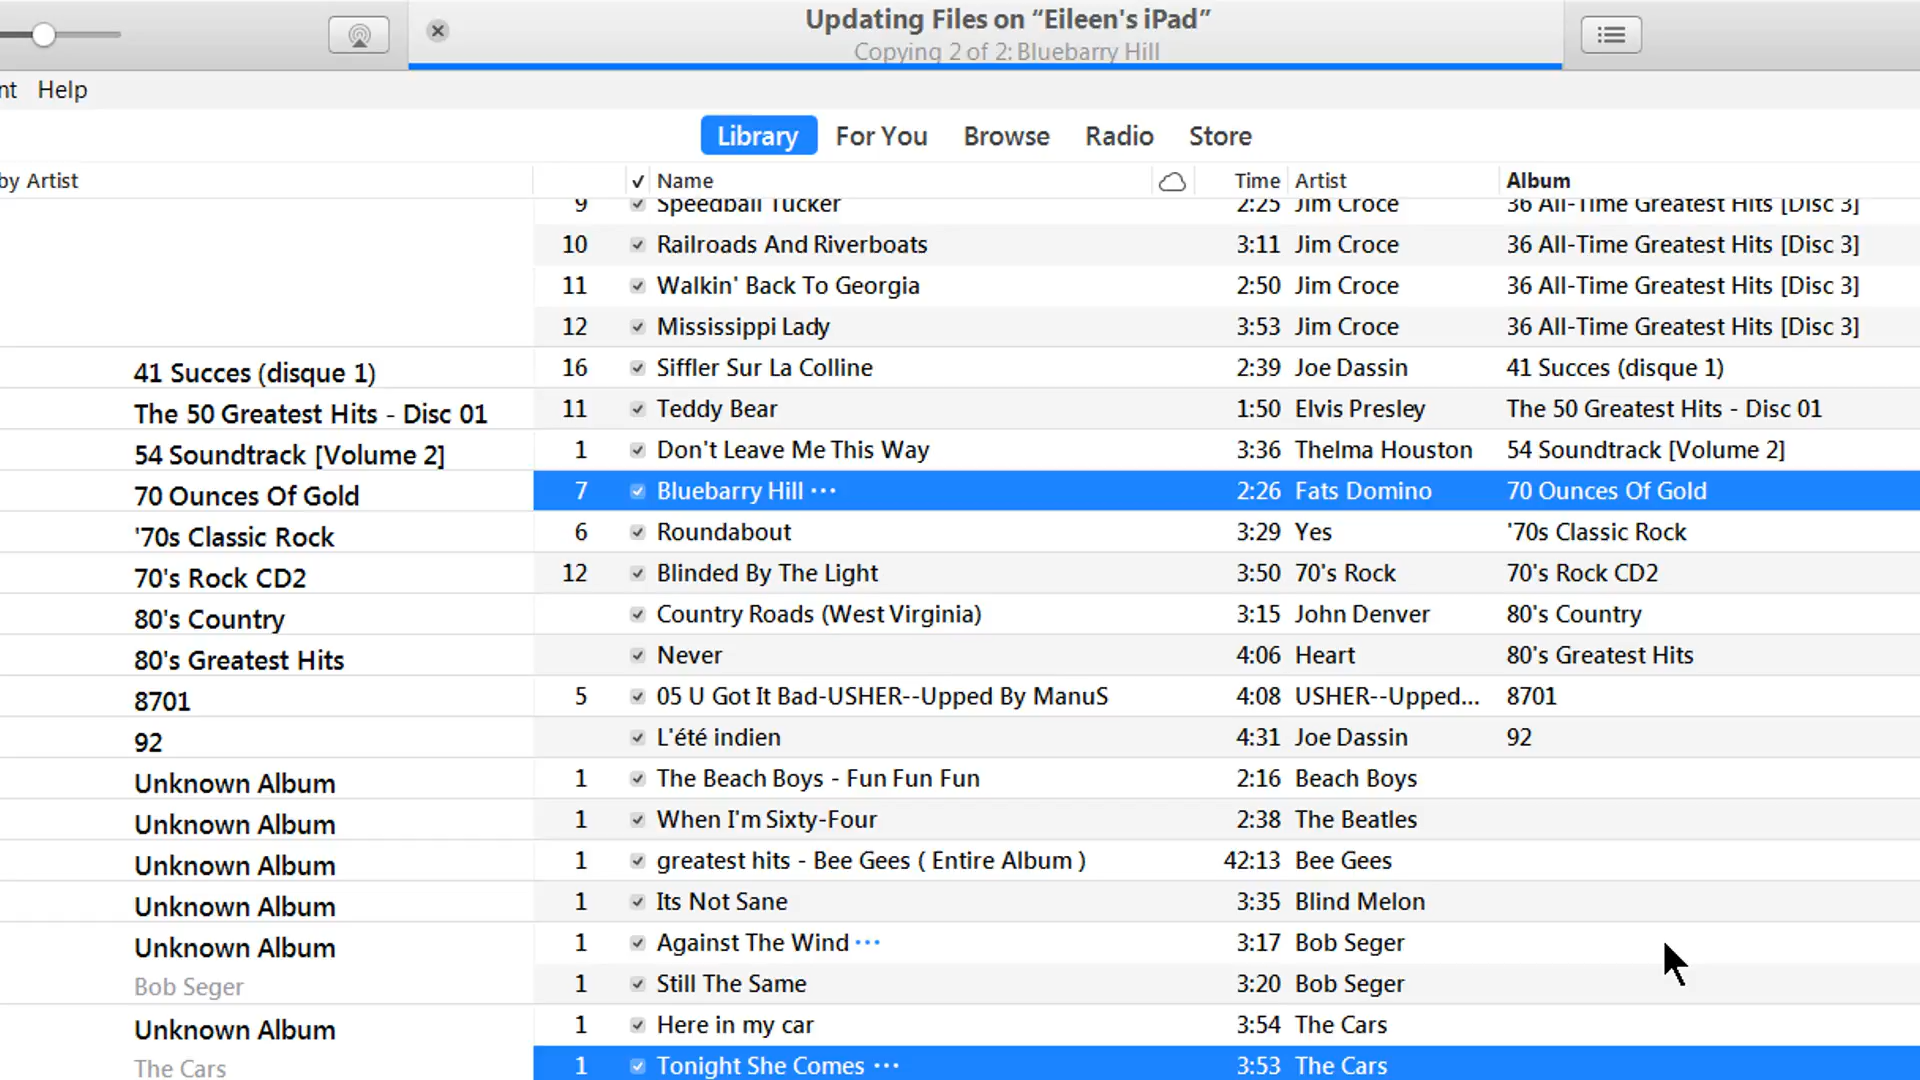 Updating Files on “Eileen's iPad”
Copying 2 of 2: Bluebarry Hill
nt Help
Library For You Browse Radio Store
by Artist ✓ Name Time Artist Album
9 Speedball Tucker 2:25 Jim Croce 36 All-Time Greatest Hits [Disc 3]
10 Railroads And Riverboats 3:11 Jim Croce 36 All-Time Greatest Hits [Disc 3]
11 Walkin' Back To Georgia 2:50 Jim Croce 36 All-Time Greatest Hits [Disc 3]
12 Mississippi Lady 3:53 Jim Croce 36 All-Time Greatest Hits [Disc 3]
41 Succes (disque 1) 16 Siffler Sur La Colline 2:39 Joe Dassin 41 Succes (disque 1)
The 50 Greatest Hits - Disc 01 11 Teddy Bear 1:50 Elvis Presley The 50 Greatest Hits - Disc 01
54 Soundtrack [Volume 2] 1 Don't Leave Me This Way 3:36 Thelma Houston 54 Soundtrack [Volume 2]
70 Ounces Of Gold 7 Bluebarry Hill ••• 2:26 Fats Domino 70 Ounces Of Gold
'70s Classic Rock 6 Roundabout 3:29 Yes '70s Classic Rock
70's Rock CD2 12 Blinded By The Light 3:50 70's Rock 70's Rock CD2
80's Country Country Roads (West Virginia) 3:15 John Denver 80's Country
80's Greatest Hits Never 4:06 Heart 80's Greatest Hits
8701 5 05 U Got It Bad-USHER--Upped By ManuS 4:08 USHER--Upped... 8701
92 L'été indien 4:31 Joe Dassin 92
Unknown Album 1 The Beach Boys - Fun Fun Fun 2:16 Beach Boys
Unknown Album 1 When I'm Sixty-Four 2:38 The Beatles
Unknown Album 1 greatest hits - Bee Gees ( Entire Album ) 42:13 Bee Gees
Unknown Album 1 Its Not Sane 3:35 Blind Melon
Unknown Album 1 Against The Wind ••• 3:17 Bob Seger
Bob Seger 1 Still The Same 3:20 Bob Seger
Unknown Album 1 Here in my car 3:54 The Cars
The Cars 1 Tonight She Comes ••• 3:53 The Cars